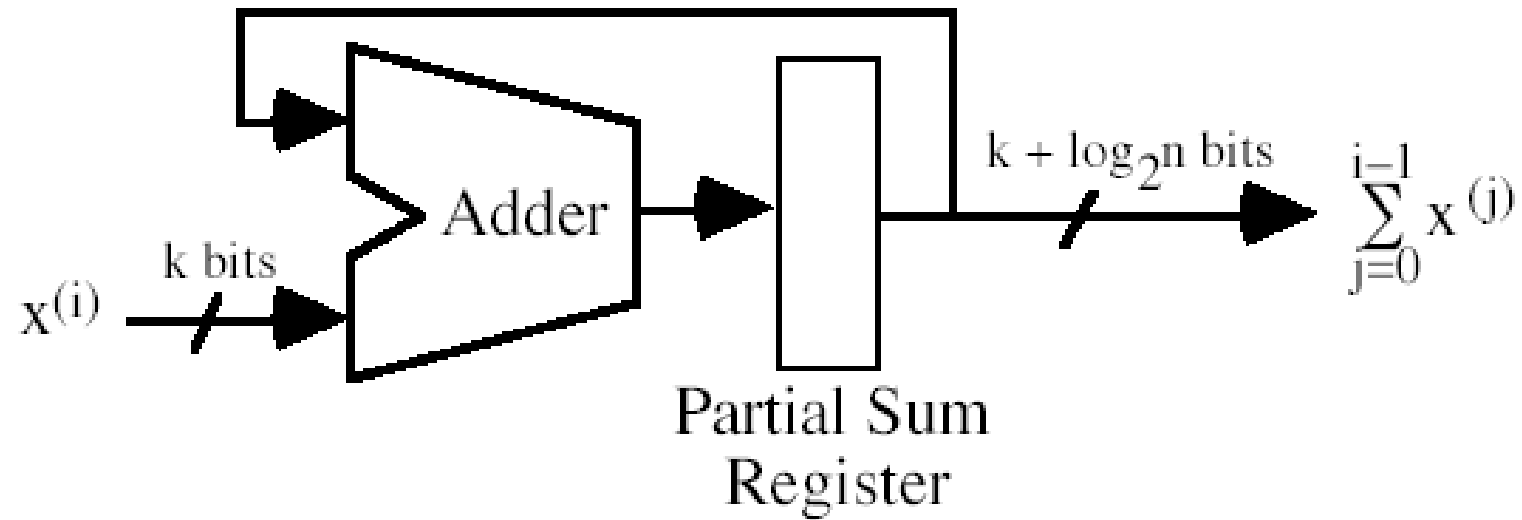 x(i)
k bits
Adder
Partial Sum
Register
k + log2n bits
i–1
∑ x (j)
j=0